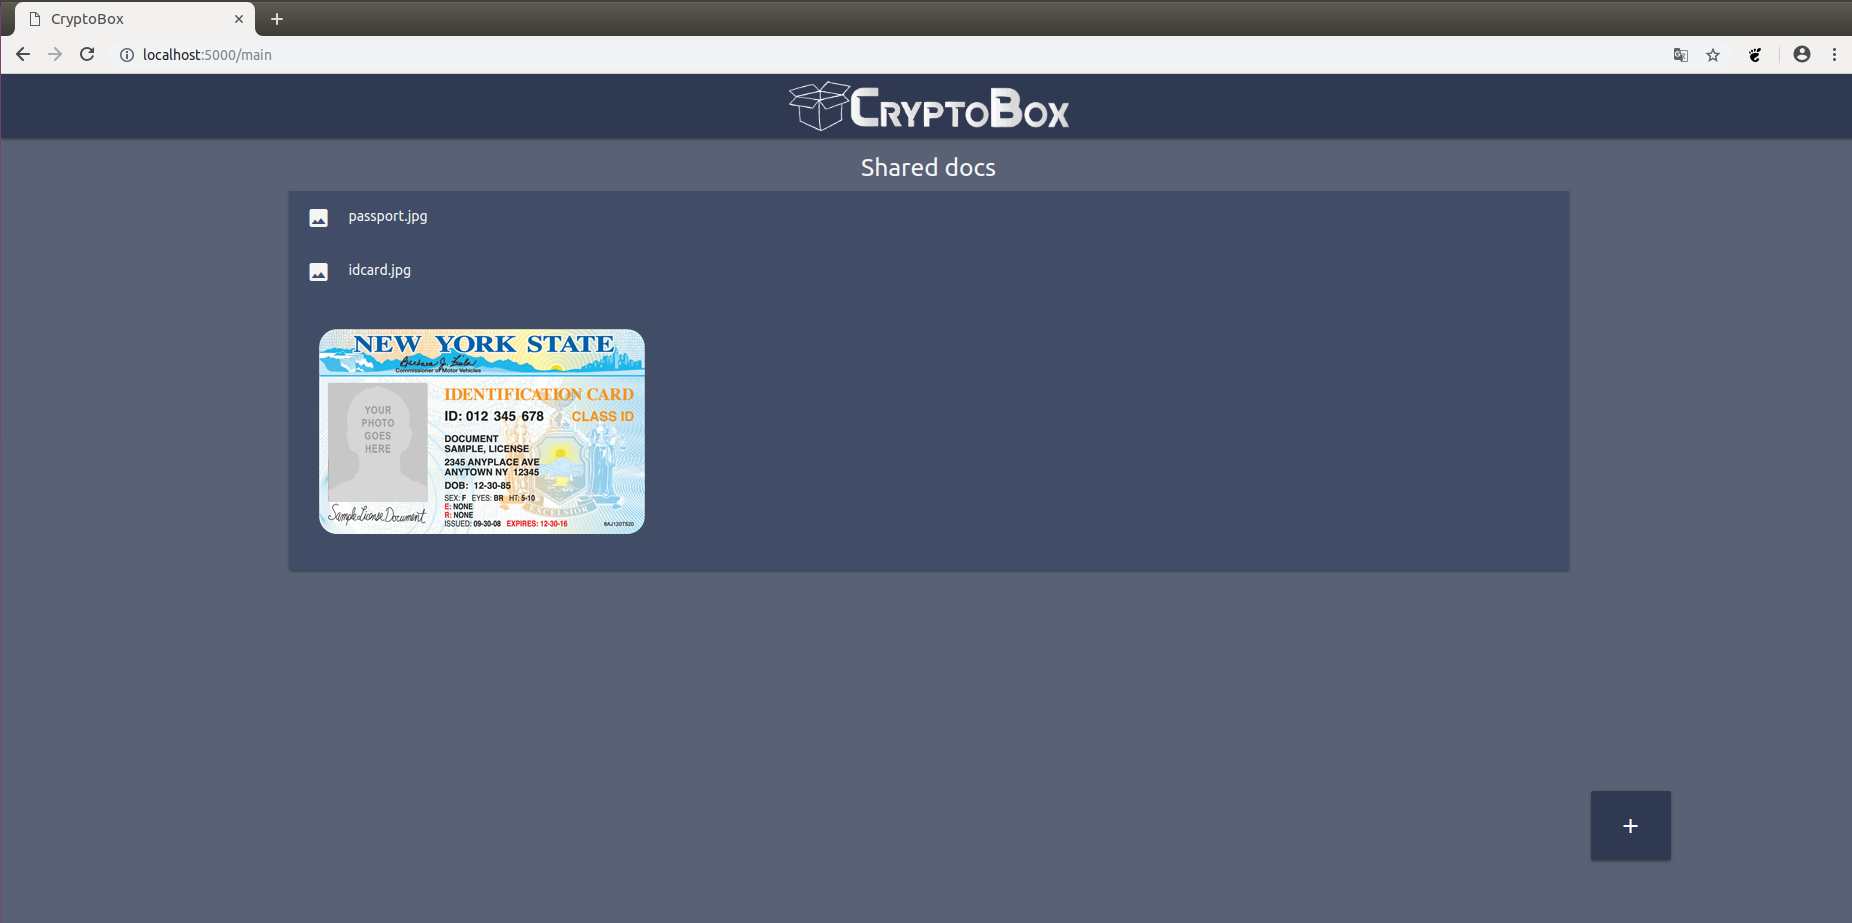 CryptoBox
localhost:5000/main
CRYPTOBOX
Shared docs
passport.jpg
idcard.jpg
NEW YORK STATE
Commissioner of Motor Vehicles
IDENTIFICATION CARD
ID: 012 345 678 CLASS ID
YOUR
PHOTO
GOES
HERE
DOCUMENT
SAMPLE, LICENSE
2345 ANYPLACE AVE
ANYTOWN NY 12345
DOB: 12-30-85
SEX: F EYES: BR HT: 5-10
E: NONE
R: NONE
ISSUED: 09-30-08 EXPIRES: 12-30-16
Sample License Document
8AJ120T520
EXCELSIOR
+